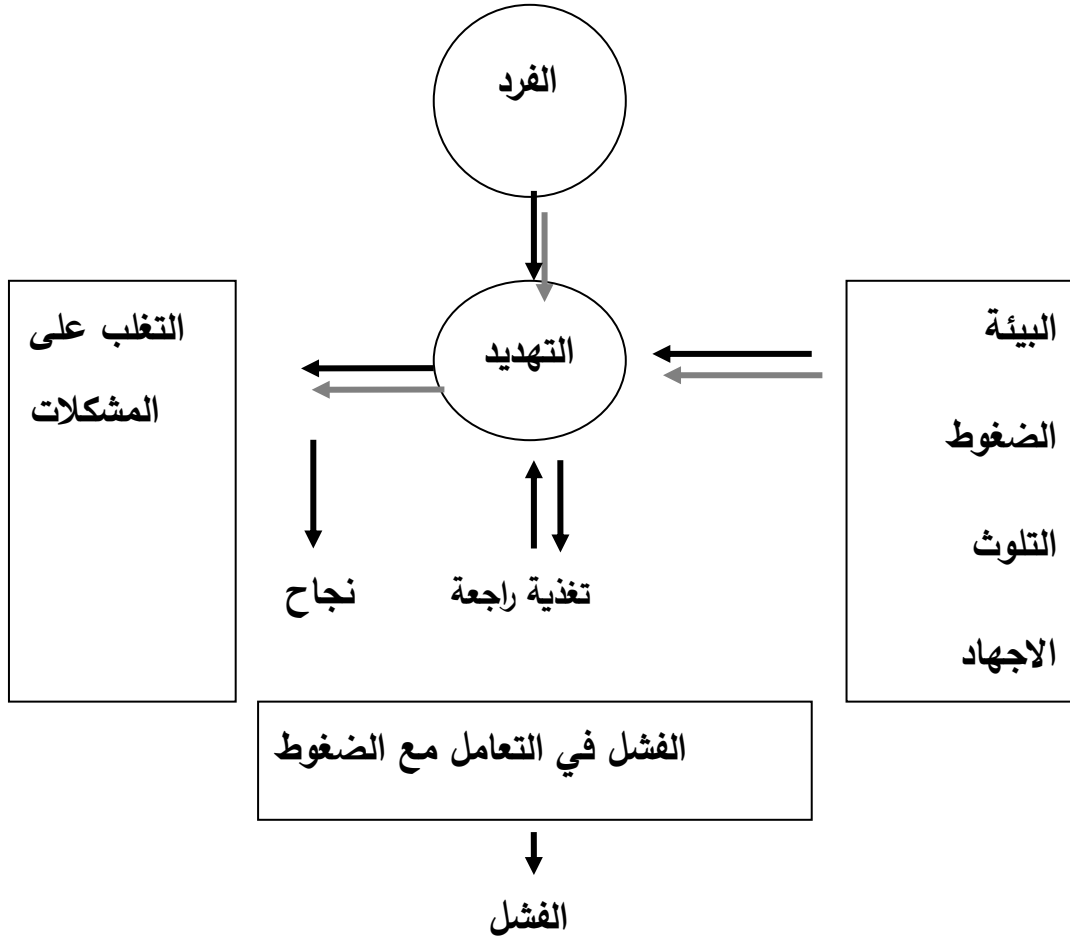 الفرد
البيئة
الضغوط
التلوث
الاجهاد
التهديد
التغلب على
المشكلات
تغذية راجعة
نجاح
الفشل في التعامل مع الضغوط
الفشل